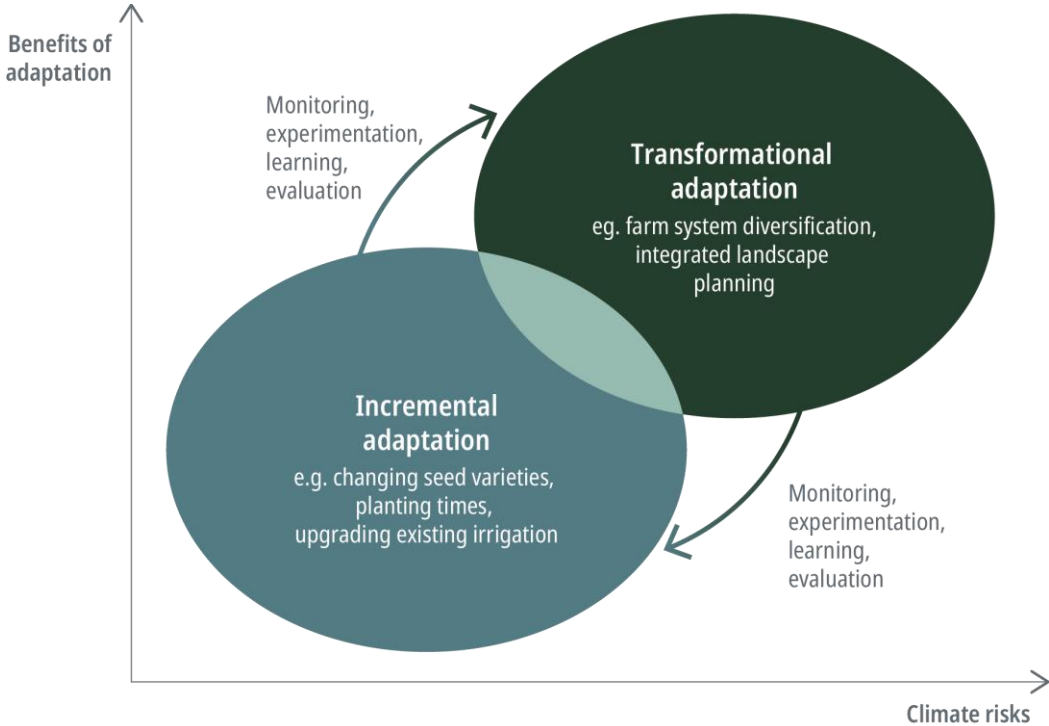 Benefits of
adaptation
Monitoring,
experimentation,
learning,
evaluation
Transformational
adaptation
eg. farm system diversification,
integrated landscape
planning
Incremental
adaptation
e.g. changing seed varieties,
planting times,
upgrading existing irrigation
Monitoring,
experimentation,
learning,
evaluation
Climate risks